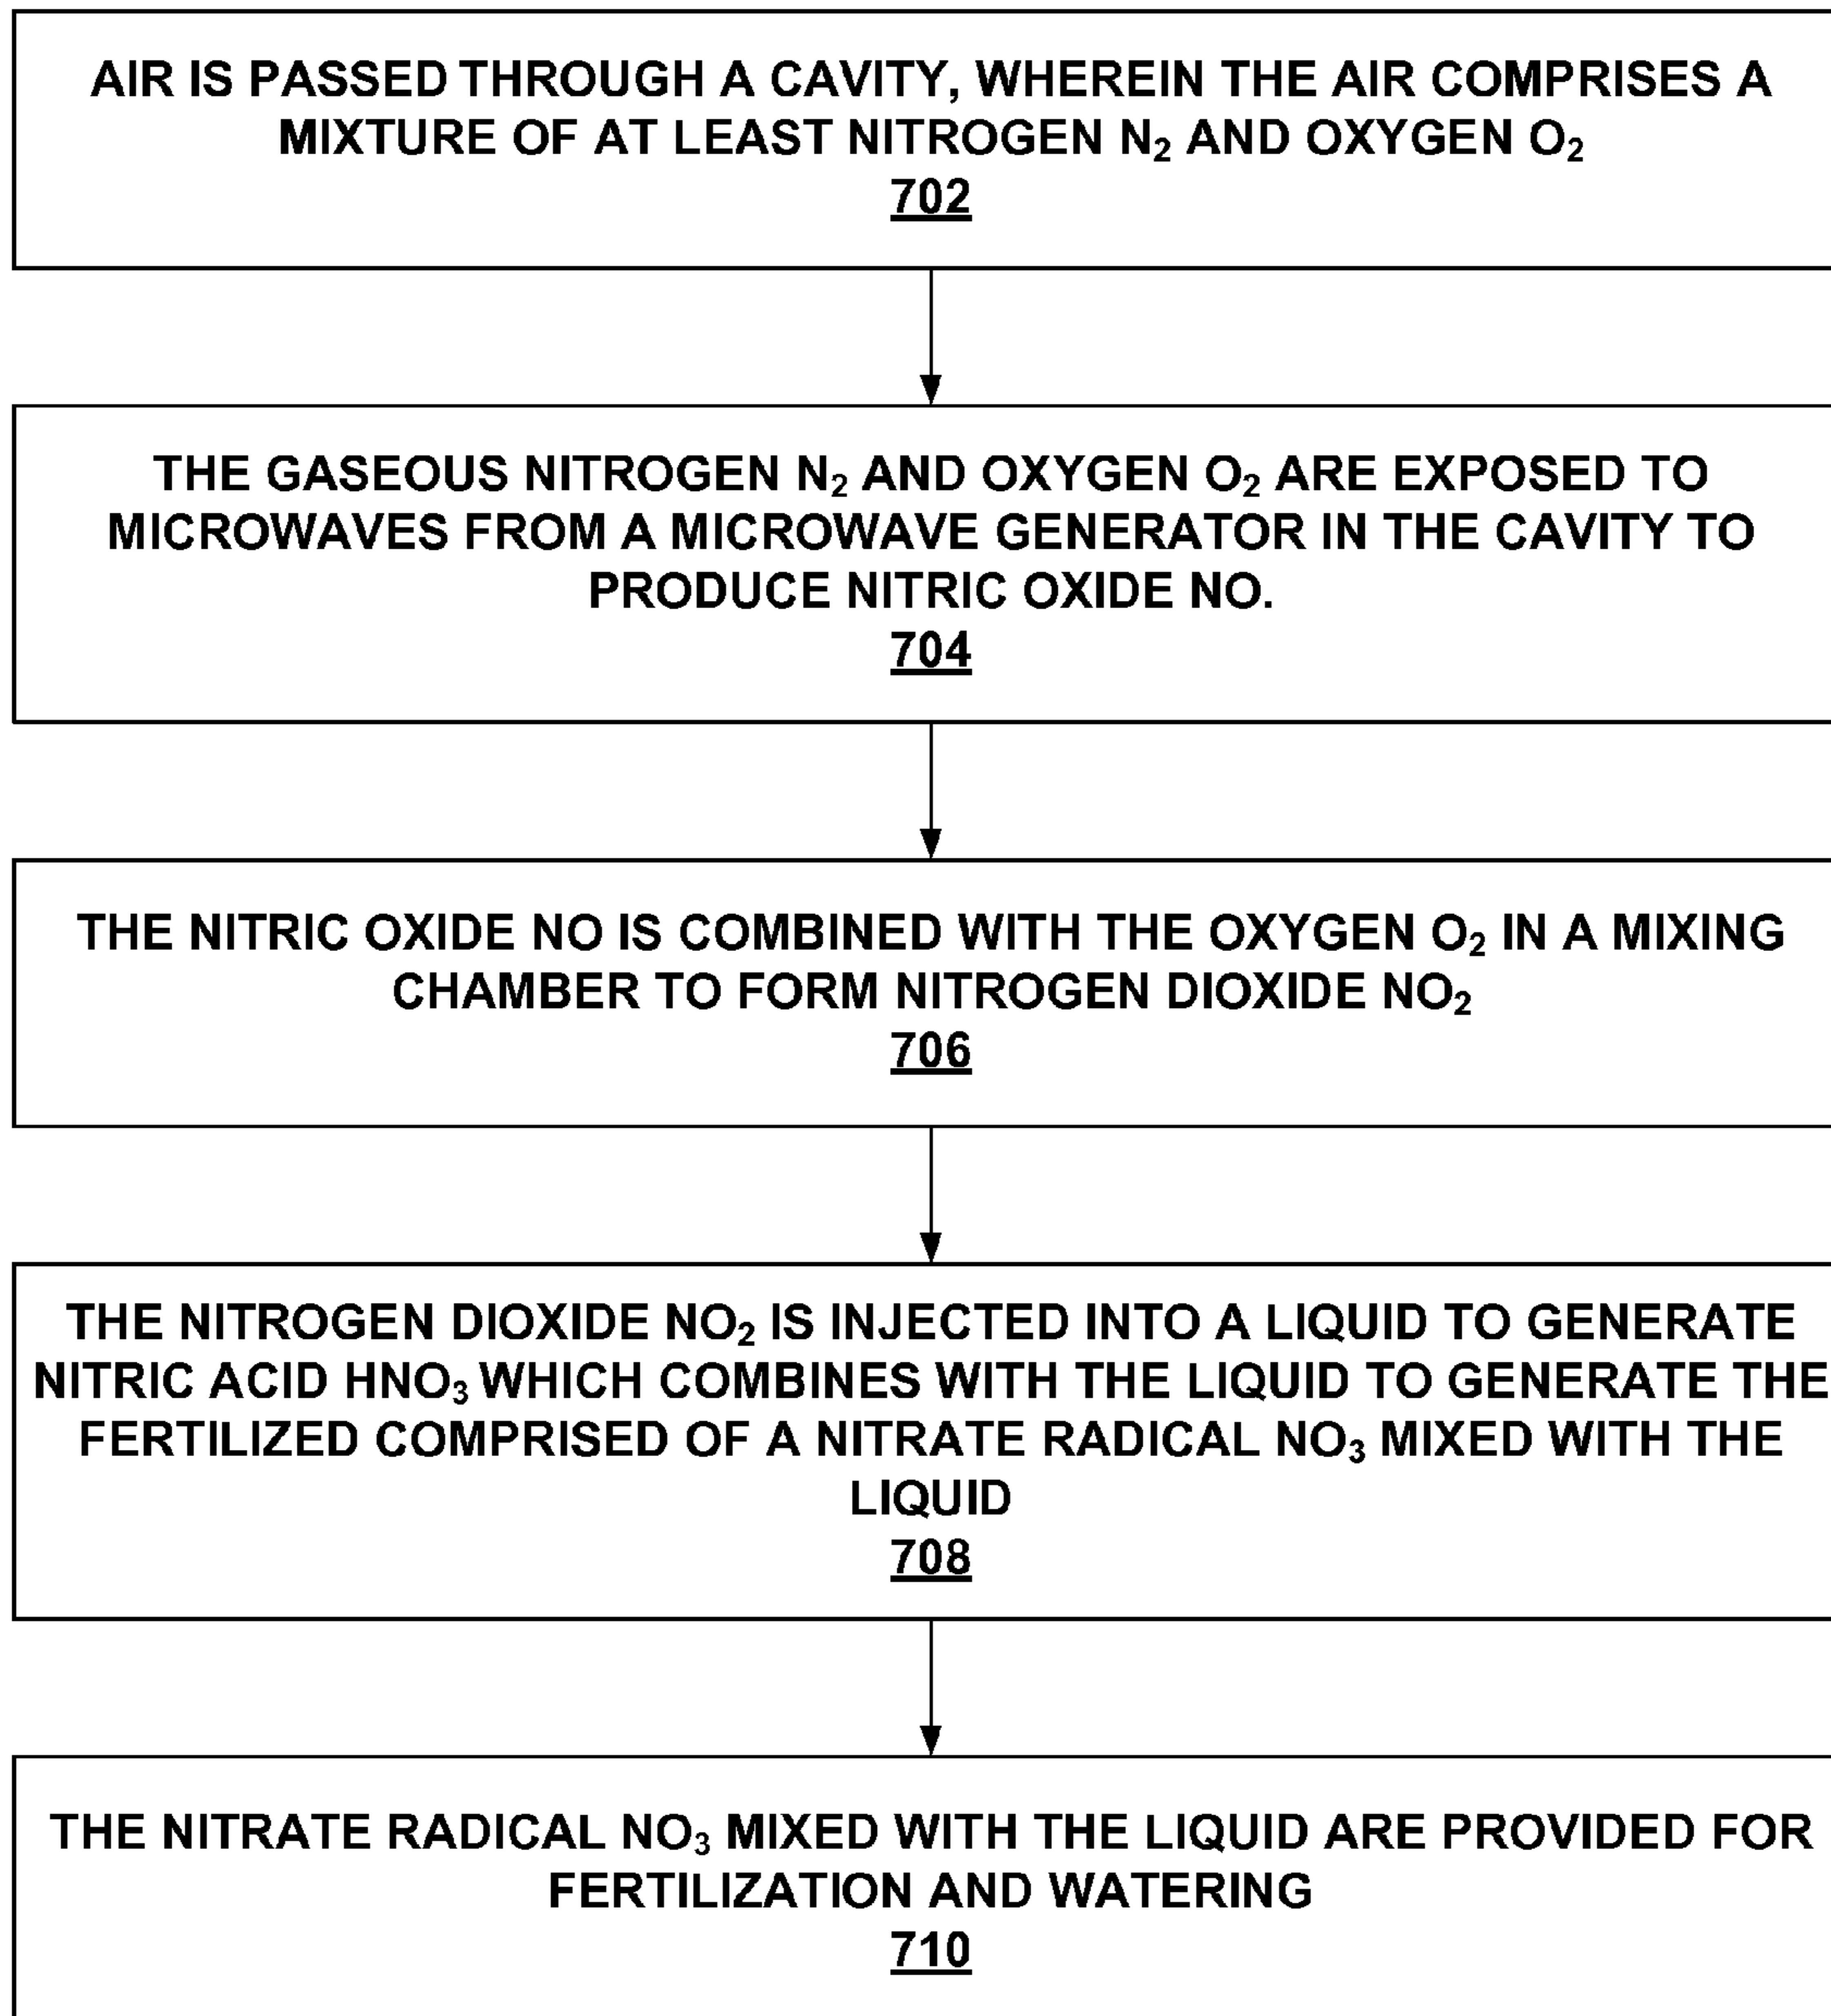 AIR IS PASSED THROUGH A CAVITY, WHEREIN THE AIR COMPRISES A
MIXTURE OF AT LEAST NITROGEN N₂ AND OXYGEN O₂
702
THE GASEOUS NITROGEN N₂ AND OXYGEN O₂ ARE EXPOSED TO
MICROWAVES FROM A MICROWAVE GENERATOR IN THE CAVITY TO
PRODUCE NITRIC OXIDE NO.
704
THE NITRIC OXIDE NO IS COMBINED WITH THE OXYGEN O₂ IN A MIXING
CHAMBER TO FORM NITROGEN DIOXIDE NO₂
706
THE NITROGEN DIOXIDE NO₂ IS INJECTED INTO A LIQUID TO GENERATE
NITRIC ACID HNO₃ WHICH COMBINES WITH THE LIQUID TO GENERATE THE
FERTILIZED COMPRISED OF A NITRATE RADICAL NO₃ MIXED WITH THE
LIQUID
708
THE NITRATE RADICAL NO₃ MIXED WITH THE LIQUID ARE PROVIDED FOR
FERTILIZATION AND WATERING
710